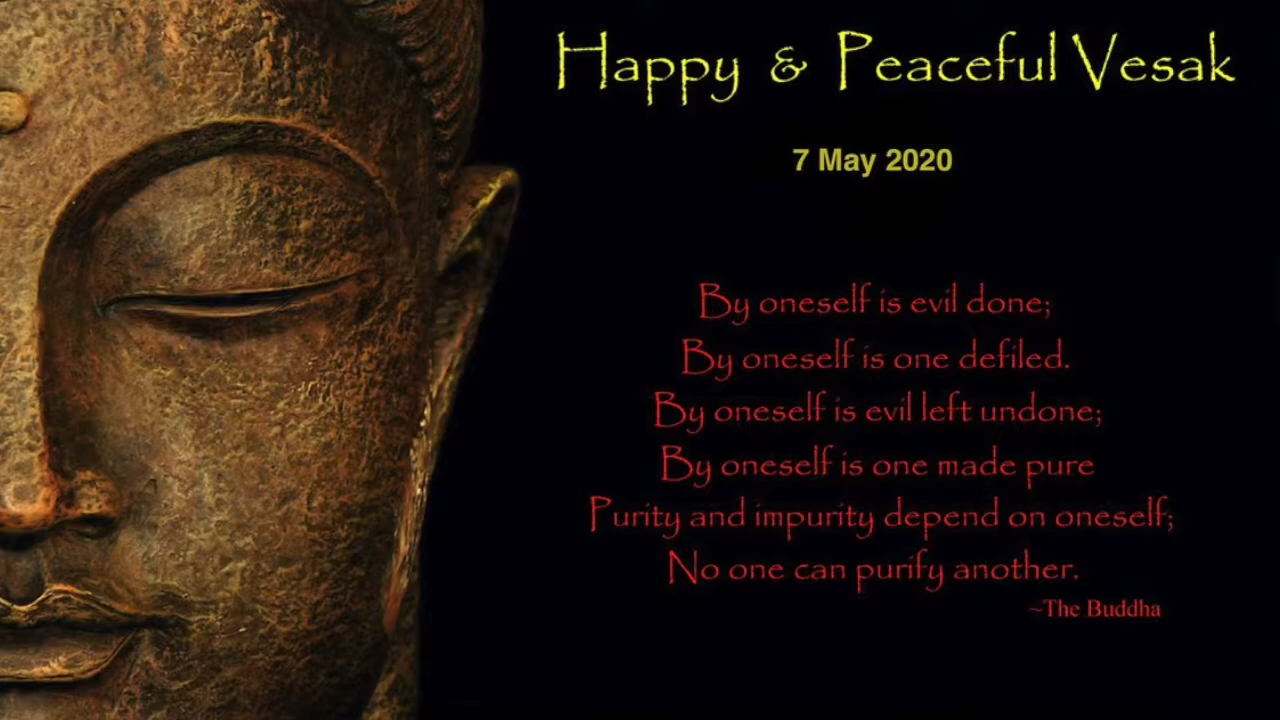 Happy & Peaceful Vesak
7 May 2020
By oneself is evil done;
By oneself is one defiled.
By oneself is evil left undone;
By oneself is one made pure
Purity and impurity depend on oneself;
No one can purify another.
~The Buddha